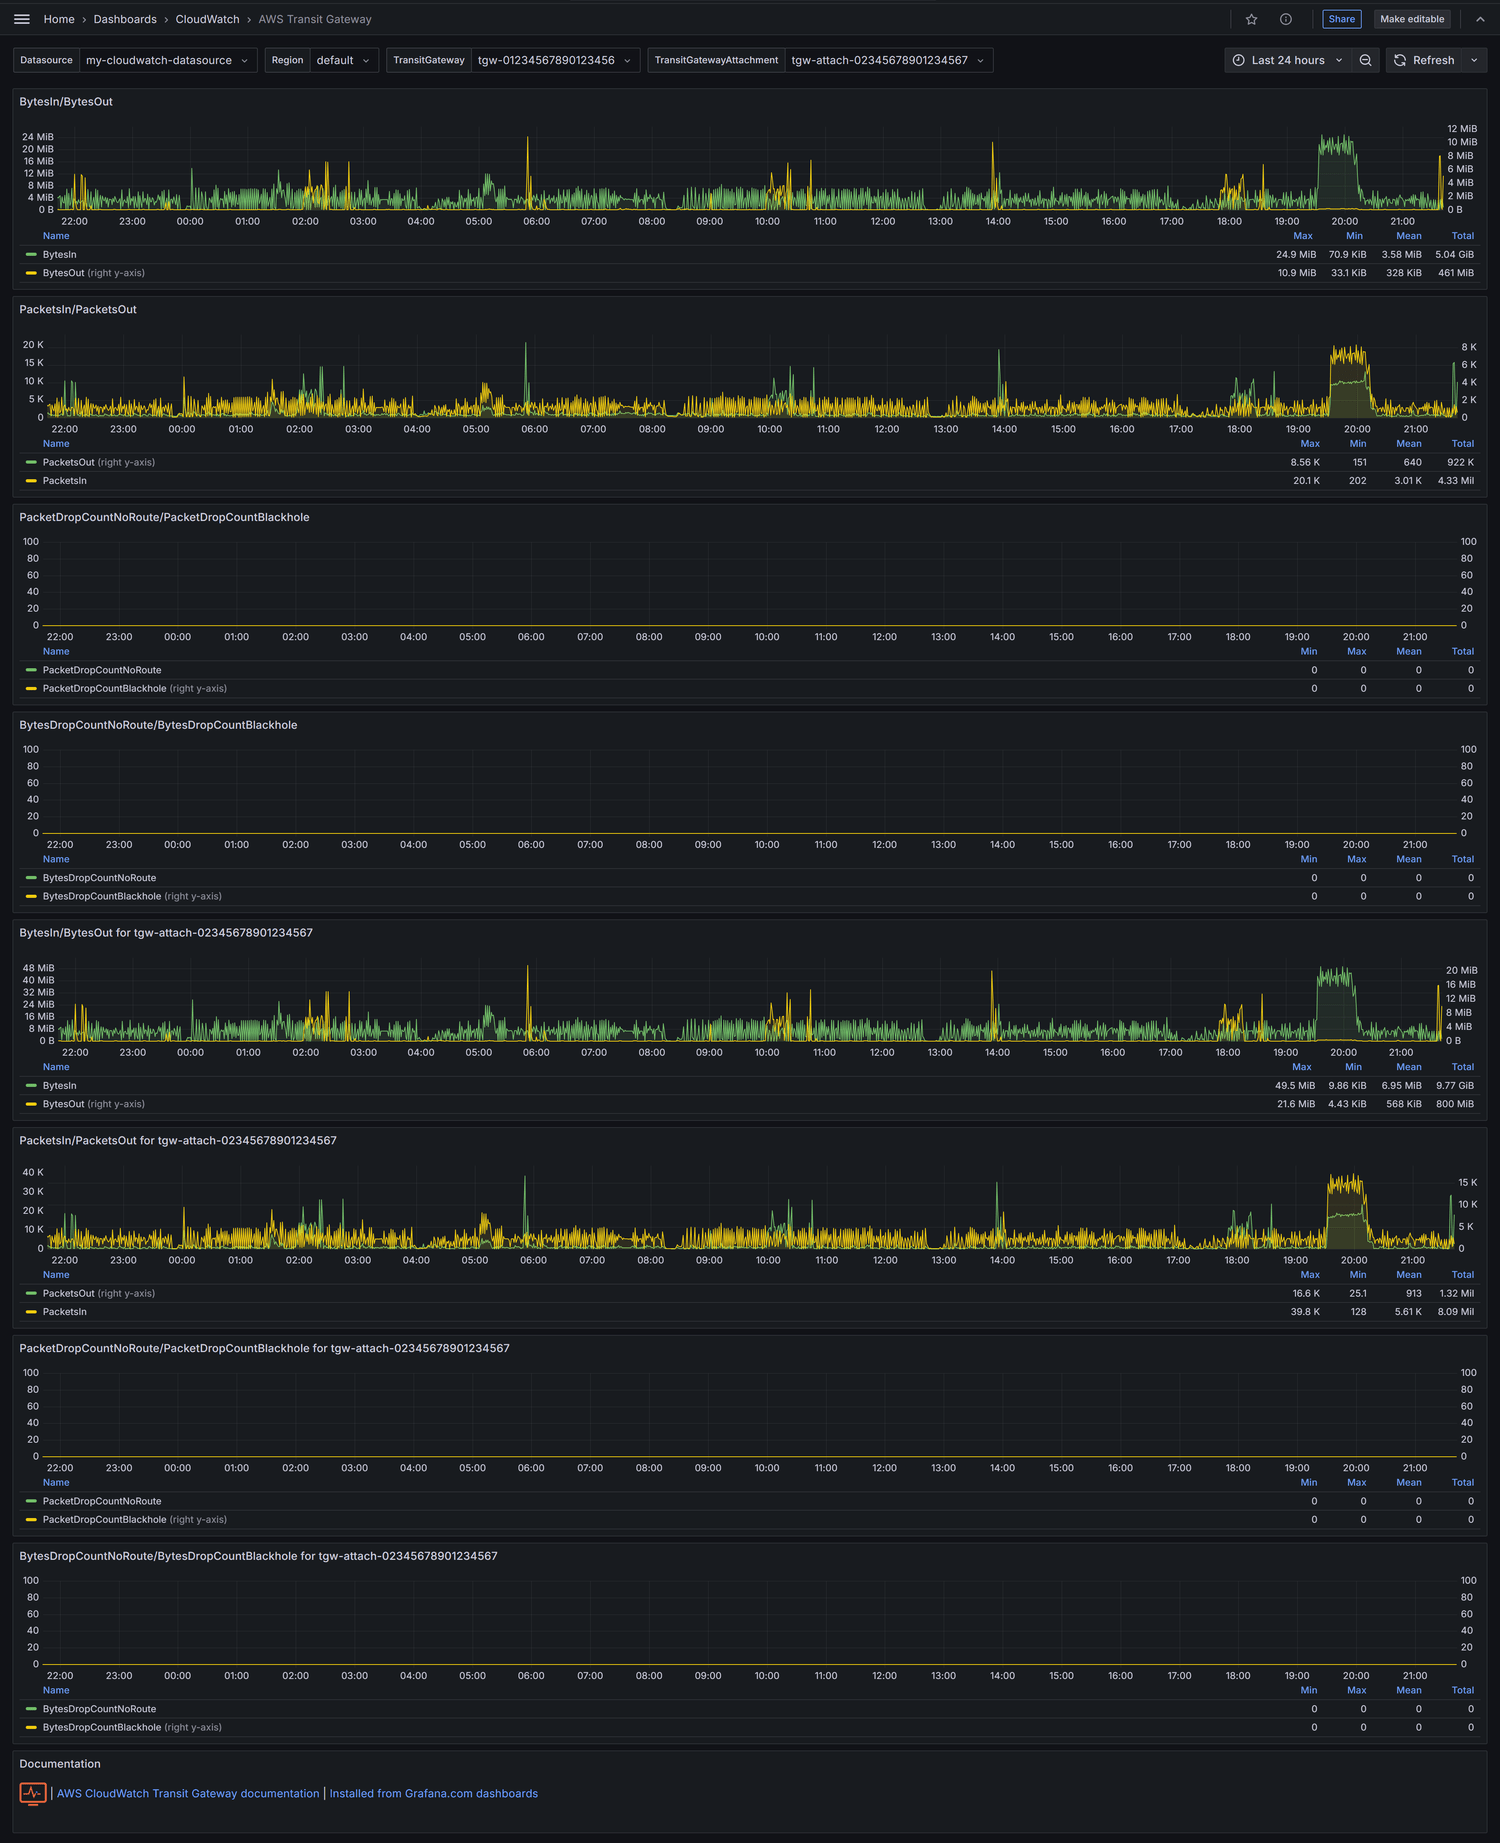 Home › Dashboards › CloudWatch › AWS Transit Gateway Share Make editable
Datasource my-cloudwatch-datasource Region default TransitGateway tgw-01234567890123456 TransitGatewayAttachment tgw-attach-02345678901234567 Last 24 hours Refresh
BytesIn/BytesOut
24 MiB
20 MiB
16 MiB
12 MiB
8 MiB
4 MiB
0 B
12 MiB
10 MiB
8 MiB
6 MiB
4 MiB
2 MiB
0 B
22:00 23:00 00:00 01:00 02:00 03:00 04:00 05:00 06:00 07:00 08:00 09:00 10:00 11:00 12:00 13:00 14:00 15:00 16:00 17:00 18:00 19:00 20:00 21:00
Name Max Min Mean Total
BytesIn 24.9 MiB 70.9 KiB 3.58 MiB 5.04 GiB
BytesOut (right y-axis) 10.9 MiB 33.1 KiB 328 KiB 461 MiB
PacketsIn/PacketsOut
20 K
15 K
10 K
5 K
0
8 K
6 K
4 K
2 K
0
22:00 23:00 00:00 01:00 02:00 03:00 04:00 05:00 06:00 07:00 08:00 09:00 10:00 11:00 12:00 13:00 14:00 15:00 16:00 17:00 18:00 19:00 20:00 21:00
Name Max Min Mean Total
PacketsOut (right y-axis) 8.56 K 151 640 922 K
PacketsIn 20.1 K 202 3.01 K 4.33 Mil
PacketDropCountNoRoute/PacketDropCountBlackhole
100
80
60
40
20
0
100
80
60
40
20
0
22:00 23:00 00:00 01:00 02:00 03:00 04:00 05:00 06:00 07:00 08:00 09:00 10:00 11:00 12:00 13:00 14:00 15:00 16:00 17:00 18:00 19:00 20:00 21:00
Name Min Max Mean Total
PacketDropCountNoRoute 0 0 0 0
PacketDropCountBlackhole (right y-axis) 0 0 0 0
BytesDropCountNoRoute/BytesDropCountBlackhole
100
80
60
40
20
0
100
80
60
40
20
0
22:00 23:00 00:00 01:00 02:00 03:00 04:00 05:00 06:00 07:00 08:00 09:00 10:00 11:00 12:00 13:00 14:00 15:00 16:00 17:00 18:00 19:00 20:00 21:00
Name Min Max Mean Total
BytesDropCountNoRoute 0 0 0 0
BytesDropCountBlackhole (right y-axis) 0 0 0 0
BytesIn/BytesOut for tgw-attach-02345678901234567
48 MiB
40 MiB
32 MiB
24 MiB
16 MiB
8 MiB
0 B
20 MiB
16 MiB
12 MiB
8 MiB
4 MiB
0 B
22:00 23:00 00:00 01:00 02:00 03:00 04:00 05:00 06:00 07:00 08:00 09:00 10:00 11:00 12:00 13:00 14:00 15:00 16:00 17:00 18:00 19:00 20:00 21:00
Name Max Min Mean Total
BytesIn 49.5 MiB 9.86 KiB 6.95 MiB 9.77 GiB
BytesOut (right y-axis) 21.6 MiB 4.43 KiB 568 KiB 800 MiB
PacketsIn/PacketsOut for tgw-attach-02345678901234567
40 K
30 K
20 K
10 K
0
15 K
10 K
5 K
0
22:00 23:00 00:00 01:00 02:00 03:00 04:00 05:00 06:00 07:00 08:00 09:00 10:00 11:00 12:00 13:00 14:00 15:00 16:00 17:00 18:00 19:00 20:00 21:00
Name Max Min Mean Total
PacketsOut (right y-axis) 16.6 K 25.1 913 1.32 Mil
PacketsIn 39.8 K 128 5.61 K 8.09 Mil
PacketDropCountNoRoute/PacketDropCountBlackhole for tgw-attach-02345678901234567
100
80
60
40
20
0
100
80
60
40
20
0
22:00 23:00 00:00 01:00 02:00 03:00 04:00 05:00 06:00 07:00 08:00 09:00 10:00 11:00 12:00 13:00 14:00 15:00 16:00 17:00 18:00 19:00 20:00 21:00
Name Min Max Mean Total
PacketDropCountNoRoute 0 0 0 0
PacketDropCountBlackhole (right y-axis) 0 0 0 0
BytesDropCountNoRoute/BytesDropCountBlackhole for tgw-attach-02345678901234567
100
80
60
40
20
0
100
80
60
40
20
0
22:00 23:00 00:00 01:00 02:00 03:00 04:00 05:00 06:00 07:00 08:00 09:00 10:00 11:00 12:00 13:00 14:00 15:00 16:00 17:00 18:00 19:00 20:00 21:00
Name Min Max Mean Total
BytesDropCountNoRoute 0 0 0 0
BytesDropCountBlackhole (right y-axis) 0 0 0 0
Documentation
| AWS CloudWatch Transit Gateway documentation | Installed from Grafana.com dashboards